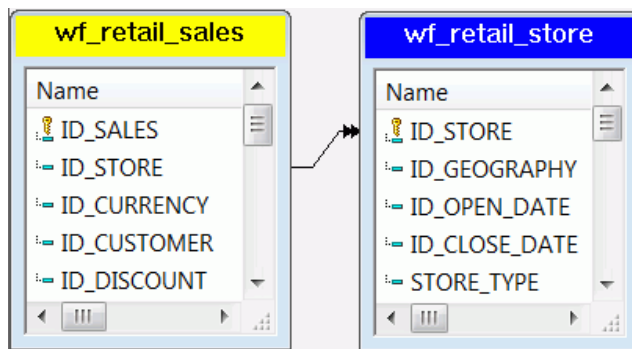 wf_retail_sales
Name
ID_SALES
ID_STORE
ID_CURRENCY
ID_CUSTOMER
ID_DISCOUNT
wf_retail_store
Name
ID_STORE
ID_GEOGRAPHY
ID_OPEN_DATE
ID_CLOSE_DATE
STORE_TYPE